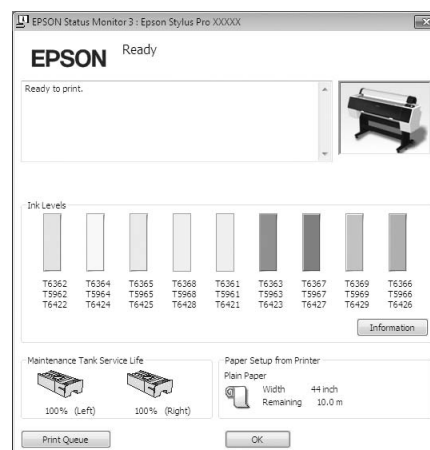 EPSON Status Monitor 3 : Epson Stylus Pro XXXXX
EPSON
Ready
Ready to print.
Ink Levels
T6362 T6364 T6365 T6368 T6361 T6363 T6367 T6369 T6366
T5962 T5964 T5965 T5968 T5961 T5963 T5967 T5969 T5966
T6422 T6424 T6425 T6428 T6421 T6423 T6427 T6429 T6426
Information
Maintenance Tank Service Life
100% (Left) 100% (Right)
Paper Setup from Printer
Plain Paper
Width 44 inch
Remaining 10.0 m
Print Queue
OK